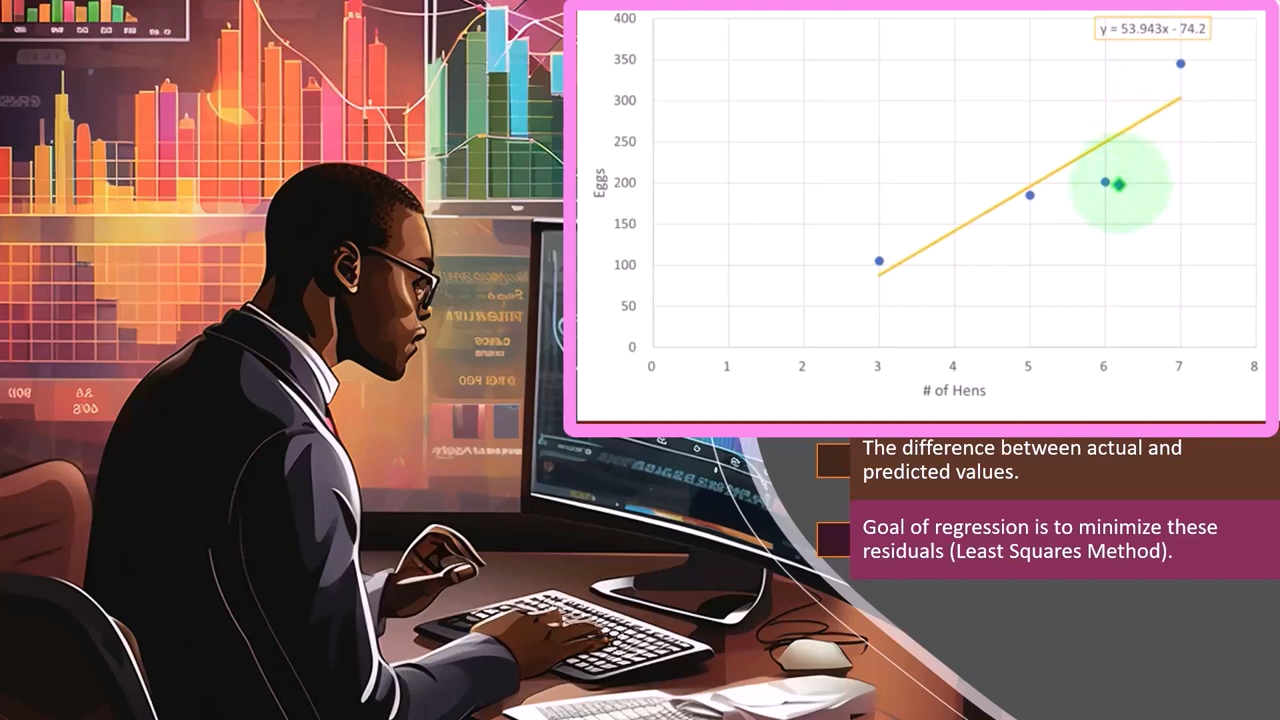 400
y = 53.943x - 74.2
350
300
250
200
150
100
50
0
Eggs
0 1 2 3 4 5 6 7 8
# of Hens
The difference between actual and
predicted values.
Goal of regression is to minimize these
residuals (Least Squares Method).